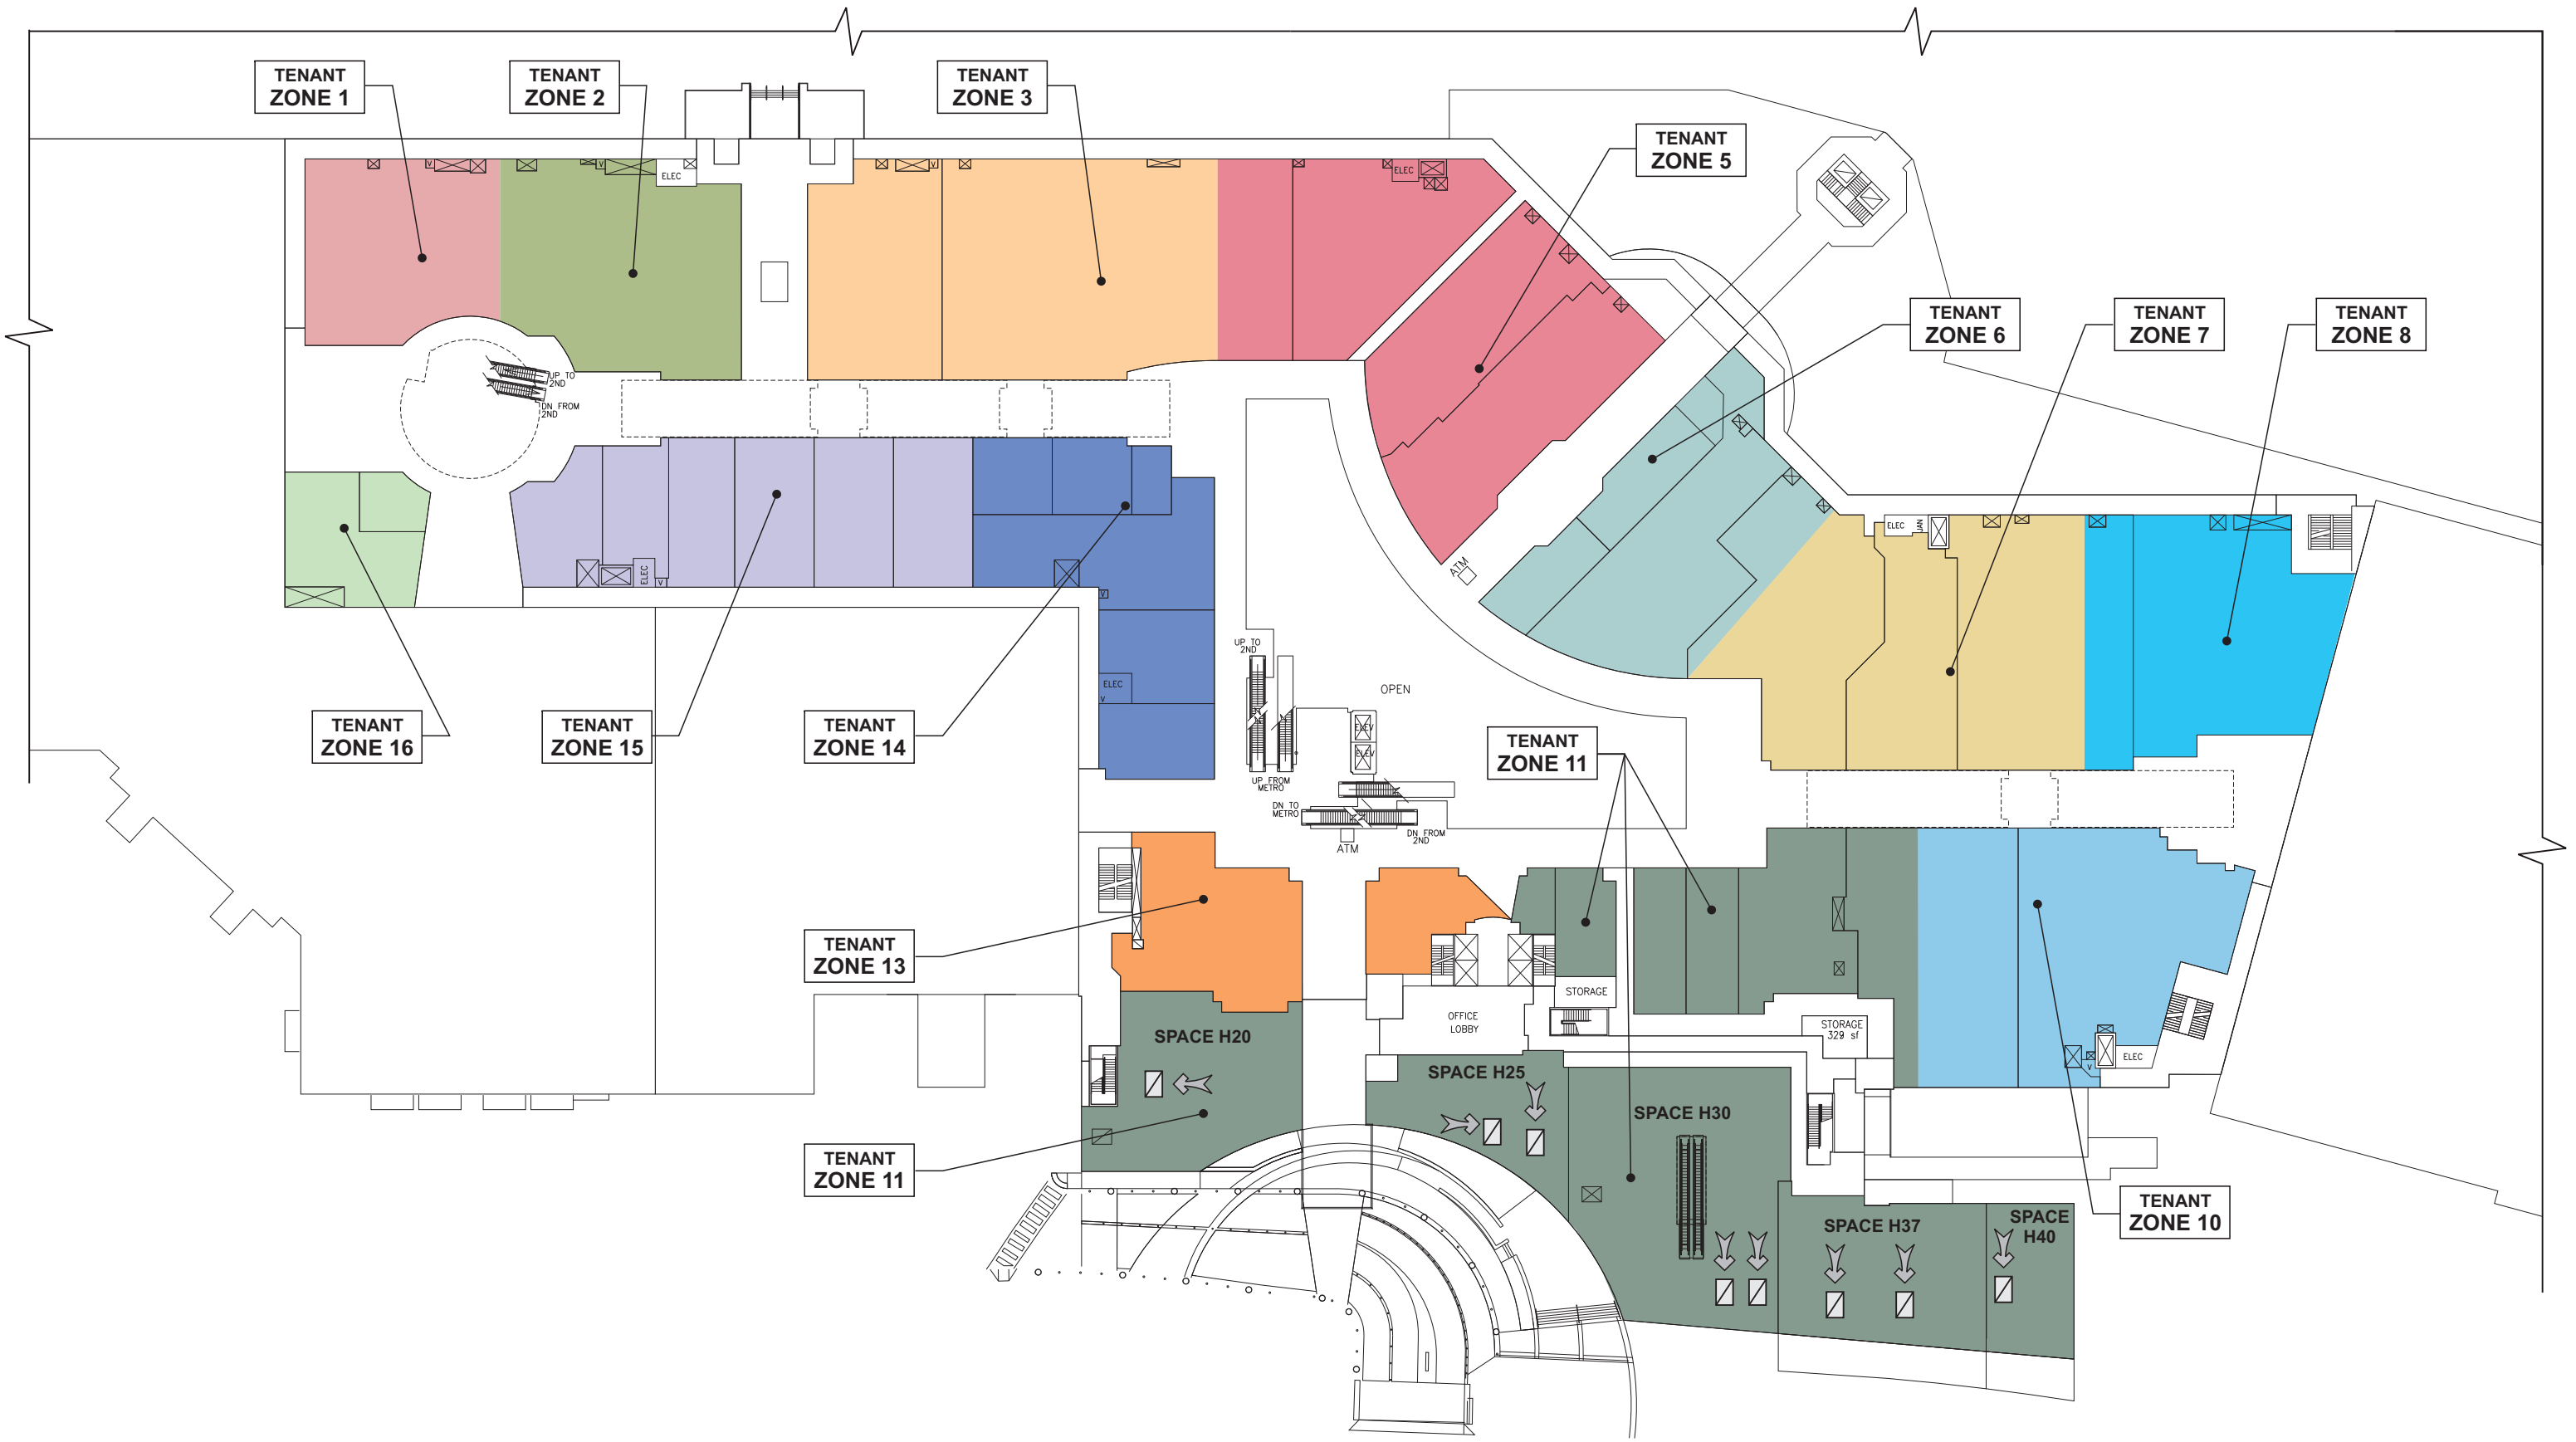 TENANT
ZONE 1
TENANT
ZONE 2
TENANT
ZONE 3
TENANT
ZONE 5
ELEC
ELEC
V
V
V
TENANT
ZONE 6
TENANT
ZONE 7
TENANT
ZONE 8
UP TO
2ND
DN FROM
2ND
ELEC
JAN
ATM
ELEC
V
V
UP TO
2ND
ELEC
V
OPEN
TENANT
ZONE 16
TENANT
ZONE 15
TENANT
ZONE 14
ELEV
ELEV
TENANT
ZONE 11
UP FROM
METRO
DN TO
METRO
DN FROM
2ND
ATM
TENANT
ZONE 13
STORAGE
OFFICE
LOBBY
STORAGE
329 sf
SPACE H20
SPACE H25
ELEC
V
SPACE H30
TENANT
ZONE 11
SPACE H37
SPACE
H40
TENANT
ZONE 10